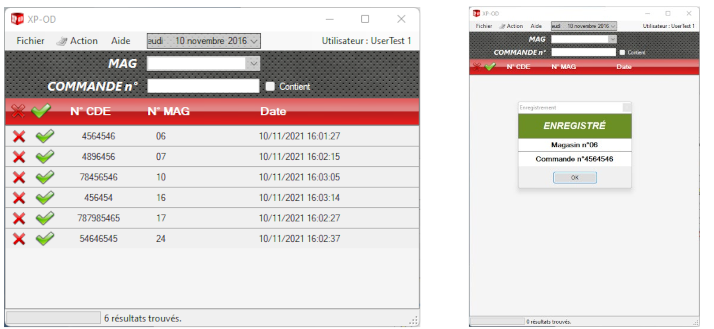 XP-OD
Fichier Action Aide eudi 10 novembre 2016 Utilisateur : UserTest 1
MAG
COMMANDE n° Contient
N° CDE N° MAG Date
4564546 06 10/11/2021 16:01:27
4896456 07 10/11/2021 16:02:15
78456546 10 10/11/2021 16:03:05
456454 16 10/11/2021 16:03:14
787985465 17 10/11/2021 16:02:27
54646545 24 10/11/2021 16:02:37
6 résultats trouvés.
XP-OD
Fichier Action Aide eudi 10 novembre 2016 Utilisateur : UserTest 1
MAG
COMMANDE n° Contient
N° CDE N° MAG Date
Enregistrement
ENREGISTRÉ
Magasin n°06
Commande n°4564546
OK
6 résultats trouvés.